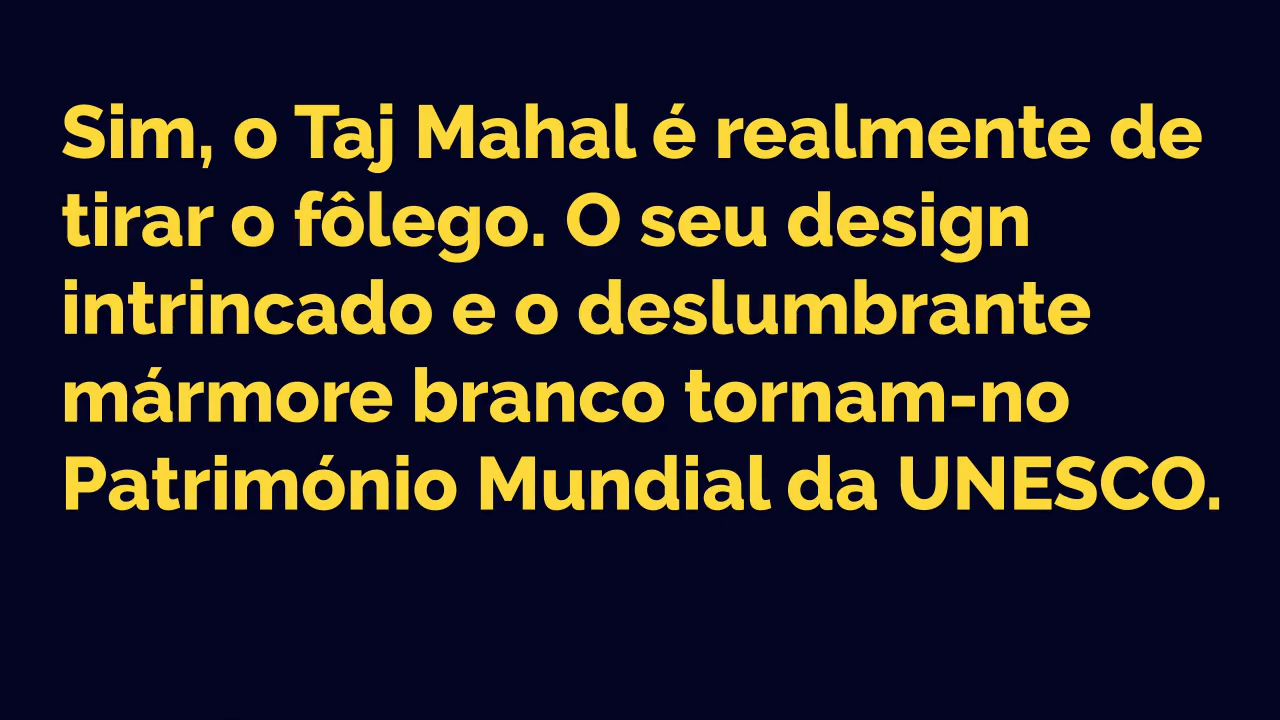 Sim, o Taj Mahal é realmente de
tirar o fôlego. O seu design
intrincado e o deslumbrante
mármore branco tornam-no
Património Mundial da UNESCO.